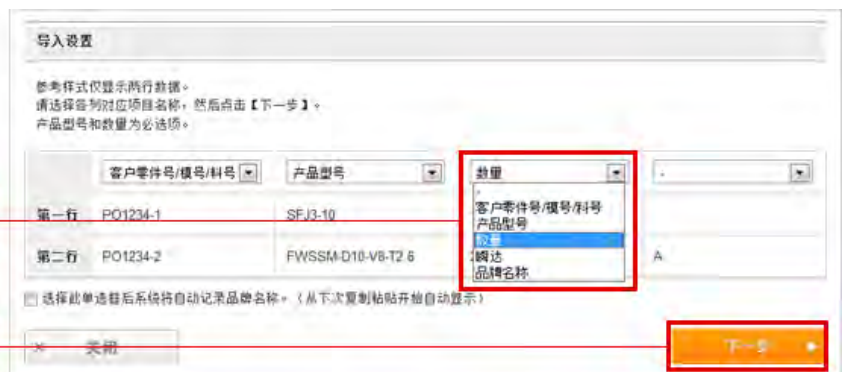 导入设置
参考样式仅显示两行数据。
请选择各列对应项目名称，然后点击【下一步】。
产品型号和数量为必选项。
客户零件号/模号/料号 产品型号 数量 -
-
客户零件号/模号/料号
产品型号
数量
瞬达
品牌名称
第一行 PO1234-1 SFJ3-10
第二行 PO1234-2 FWSSM-D10-V8-T2.6 A
选择此单选替后系统将自动记录品牌名称。（从下次复制粘贴开始自动显示）
× 关闭 下一步